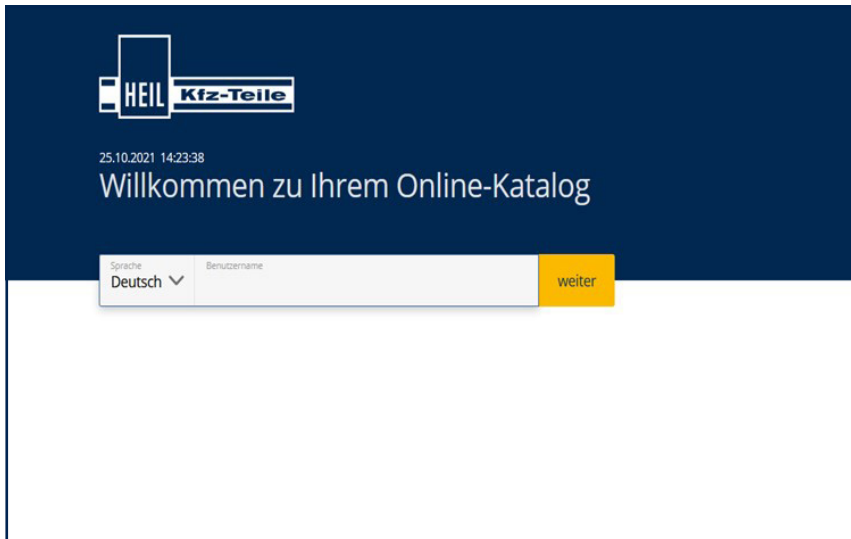 HEIL Kfz-Teile
25.10.2021 14:23:38
Willkommen zu Ihrem Online-Katalog
Sprache
Benutzername
Deutsch
weiter